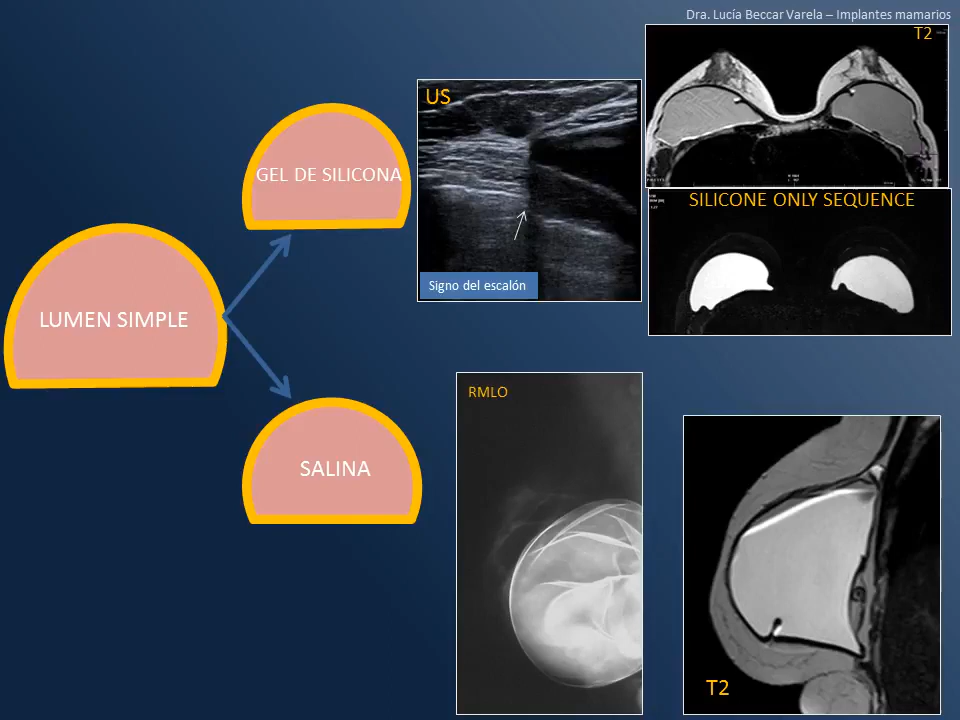 Dra. Lucía Beccar Varela – Implantes mamarios
T2
US
GEL DE SILICONA
SILICONE ONLY SEQUENCE
Signo del escalón
LUMEN SIMPLE
RMLO
SALINA
T2